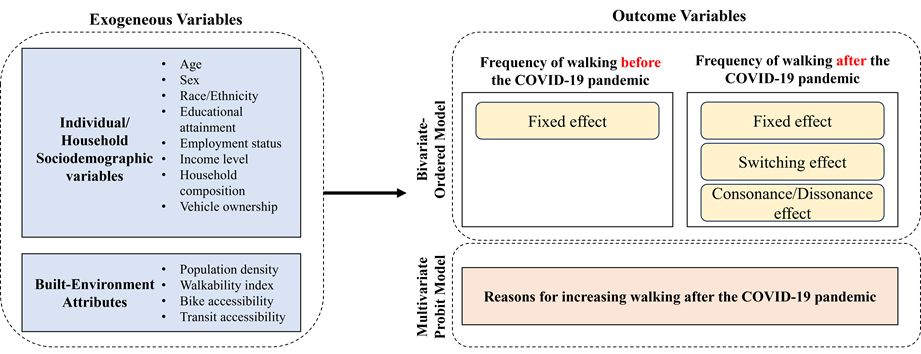 Exogeneous Variables
Individual/
Household
Sociodemographic
variables
• Age
• Sex
• Race/Ethnicity
• Educational
attainment
• Employment status
• Income level
• Household
composition
• Vehicle ownership
Built-Environment
Attributes
• Population density
• Walkability index
• Bike accessibility
• Transit accessibility
Outcome Variables
Bivariate-
Ordered Model
Frequency of walking before
the COVID-19 pandemic
Fixed effect
Frequency of walking after the
COVID-19 pandemic
Fixed effect
Switching effect
Consonance/Dissonance
effect
Multivariate
Probit Model
Reasons for increasing walking after the COVID-19 pandemic